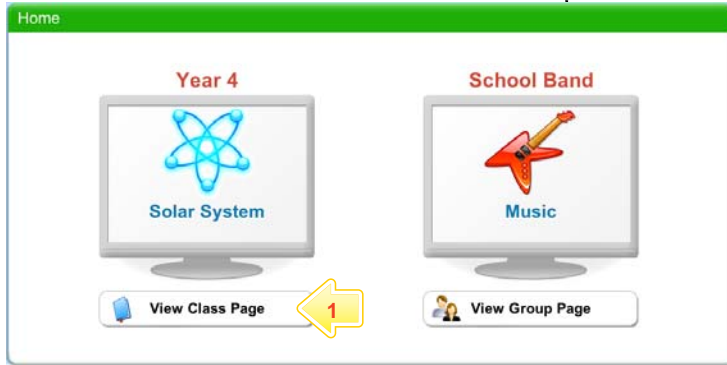 Home
Year 4
School Band
Solar System
Music
View Class Page
1
View Group Page